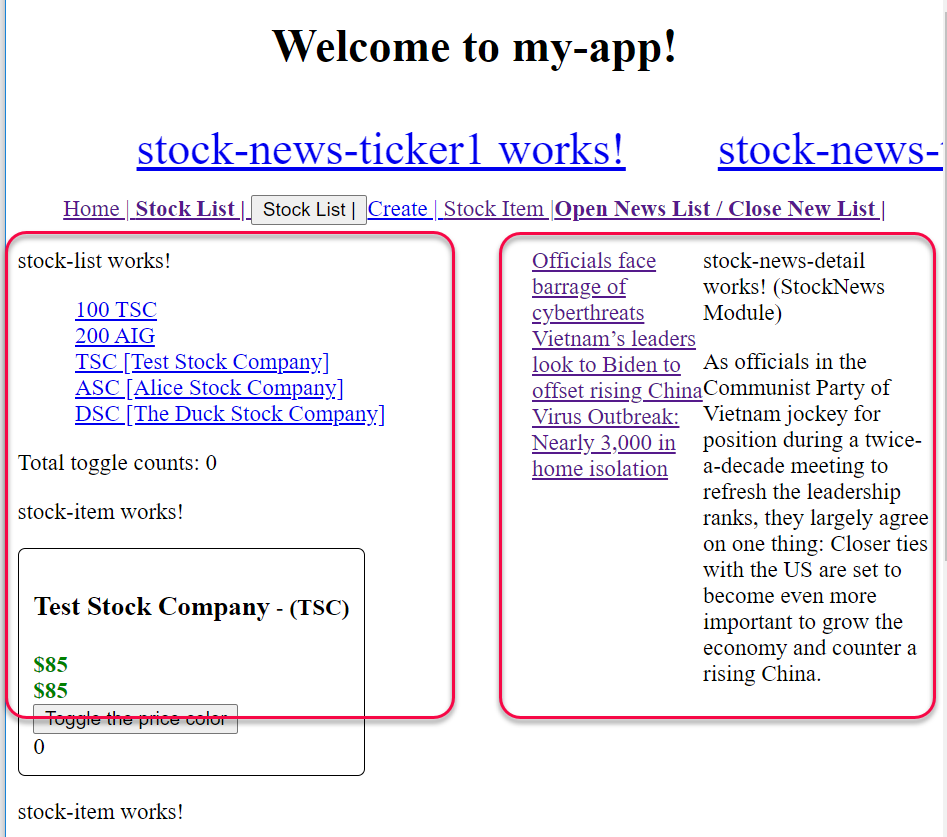 Welcome to my-app!
stock-news-ticker1 works! stock-news-
Home | Stock List | Stock List | Create | Stock Item |Open News List / Close New List |
stock-list works!
100 TSC
200 AIG
TSC [Test Stock Company]
ASC [Alice Stock Company]
DSC [The Duck Stock Company]
Total toggle counts: 0
stock-item works!
Test Stock Company - (TSC)
$85
$85
Toggle the price color
0
stock-item works!
Officials face
barrage of
cyberthreats
Vietnam’s leaders
look to Biden to
offset rising China
Virus Outbreak:
Nearly 3,000 in
home isolation
stock-news-detail
works! (StockNews
Module)
As officials in the
Communist Party of
Vietnam jockey for
position during a twice-
a-decade meeting to
refresh the leadership
ranks, they largely agree
on one thing: Closer ties
with the US are set to
become even more
important to grow the
economy and counter a
rising China.